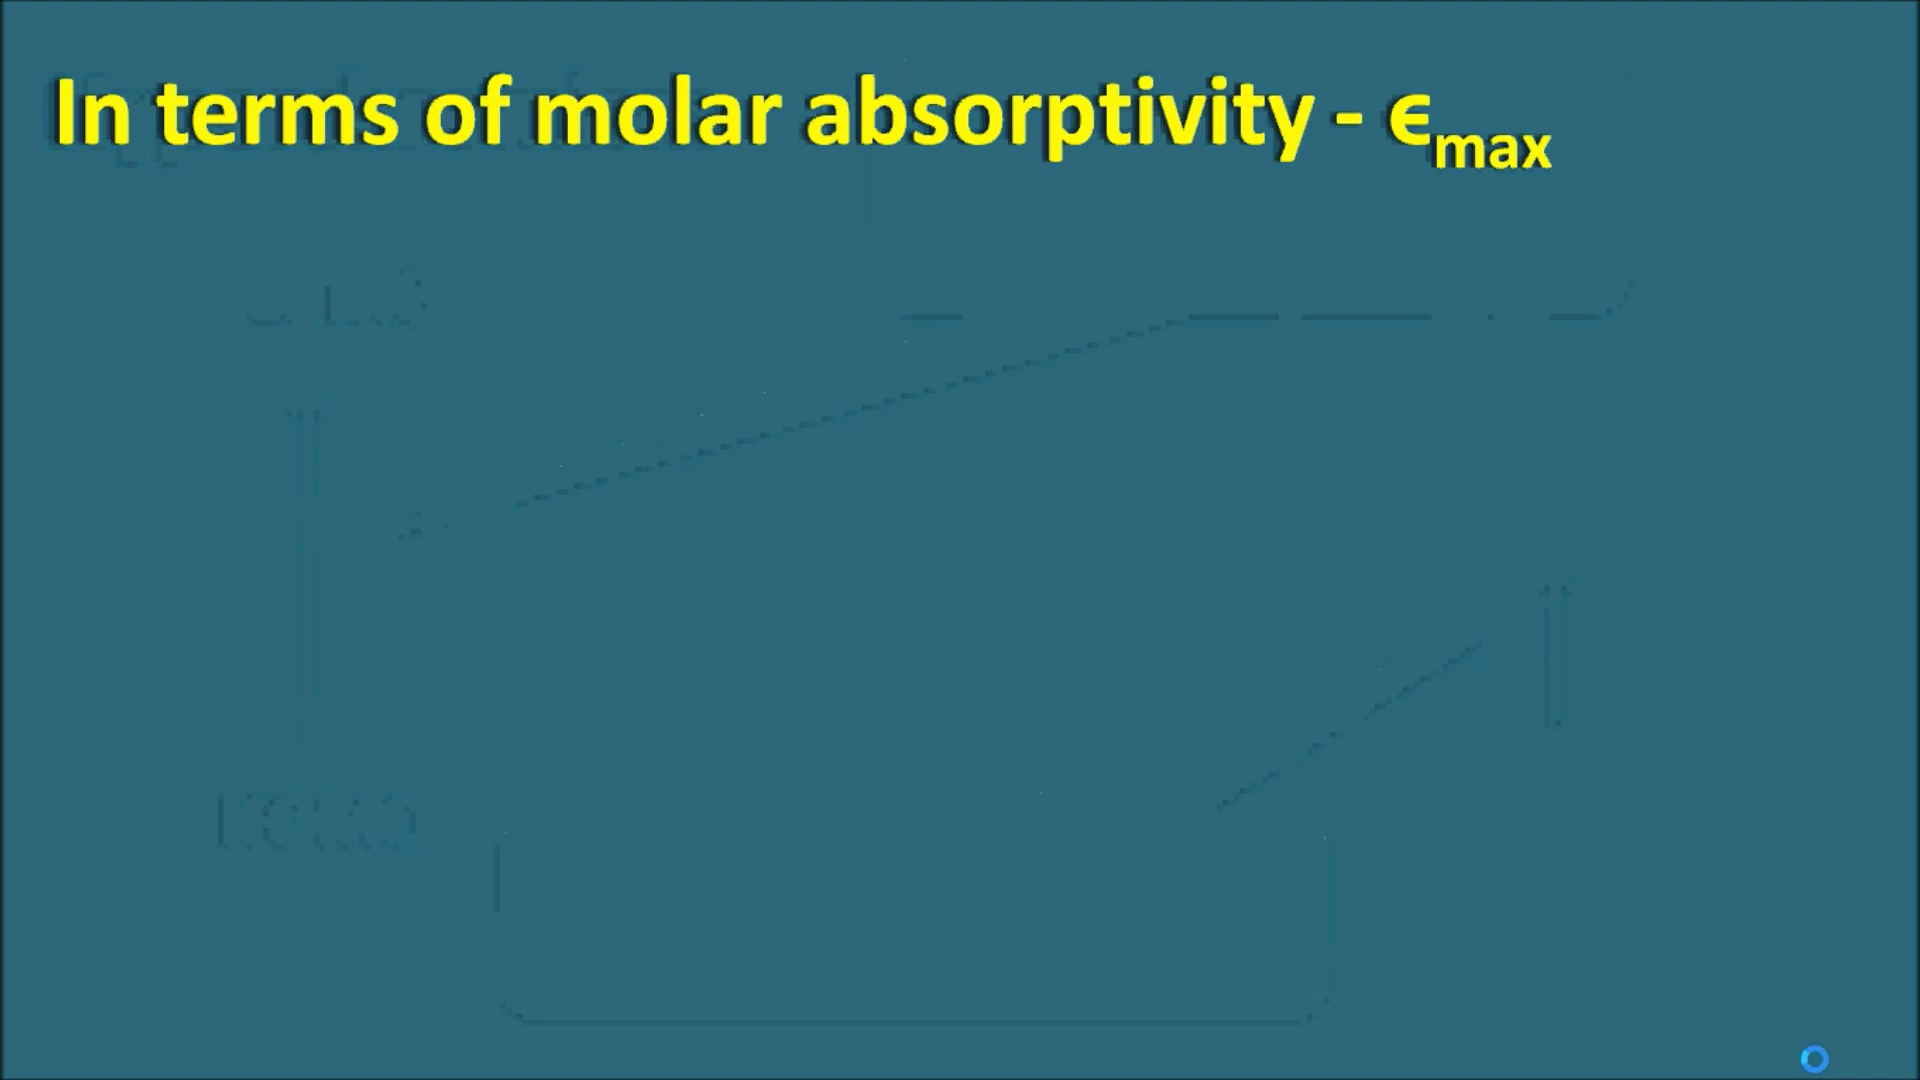 In terms of molar absorptivity - ϵmax